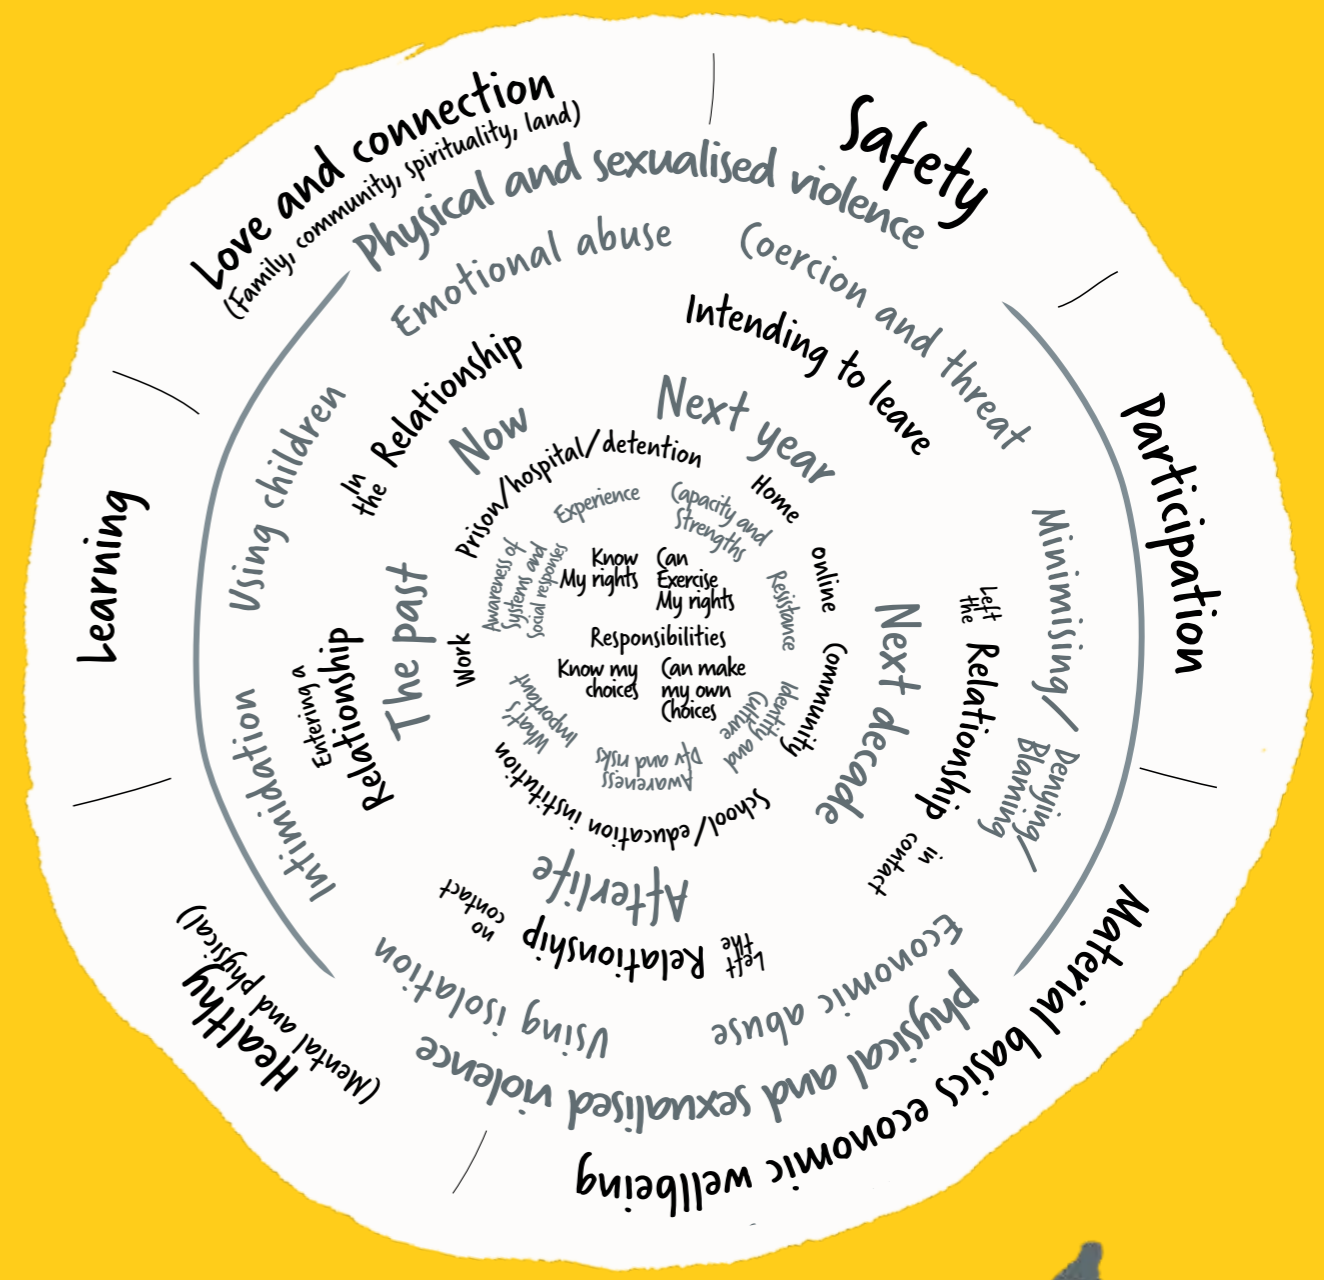 Love and connection
(Family, community, spirituality, land)
Safety
Participation
Material basics economic wellbeing
Healthy
(Mental and physical)
Learning
Physical and sexualised violence
Emotional abuse
Coercion and threat
Minimising/
Denying/
Blaming
Economic abuse
physical and sexualised violence
Using isolation
Intimidation
Using children
In
the Relationship
Intending to leave
Left
the Relationship in
contact
Left
the Relationship no
contact
Entering a
Relationship
Now
Next year
Next decade
Afterlife
The past
Prison/hospital/detention
Home
online
Community
School/education institution
Work
Experience
Capacity and
Strengths
Resistance
Identity and
Culture
Awareness
Dfv and risks
What's
Important
Awareness of
Systems and
Social responses
Know
My rights
Can
Exercise
My rights
Responsibilities
Know my
choices
Can make
my own
Choices